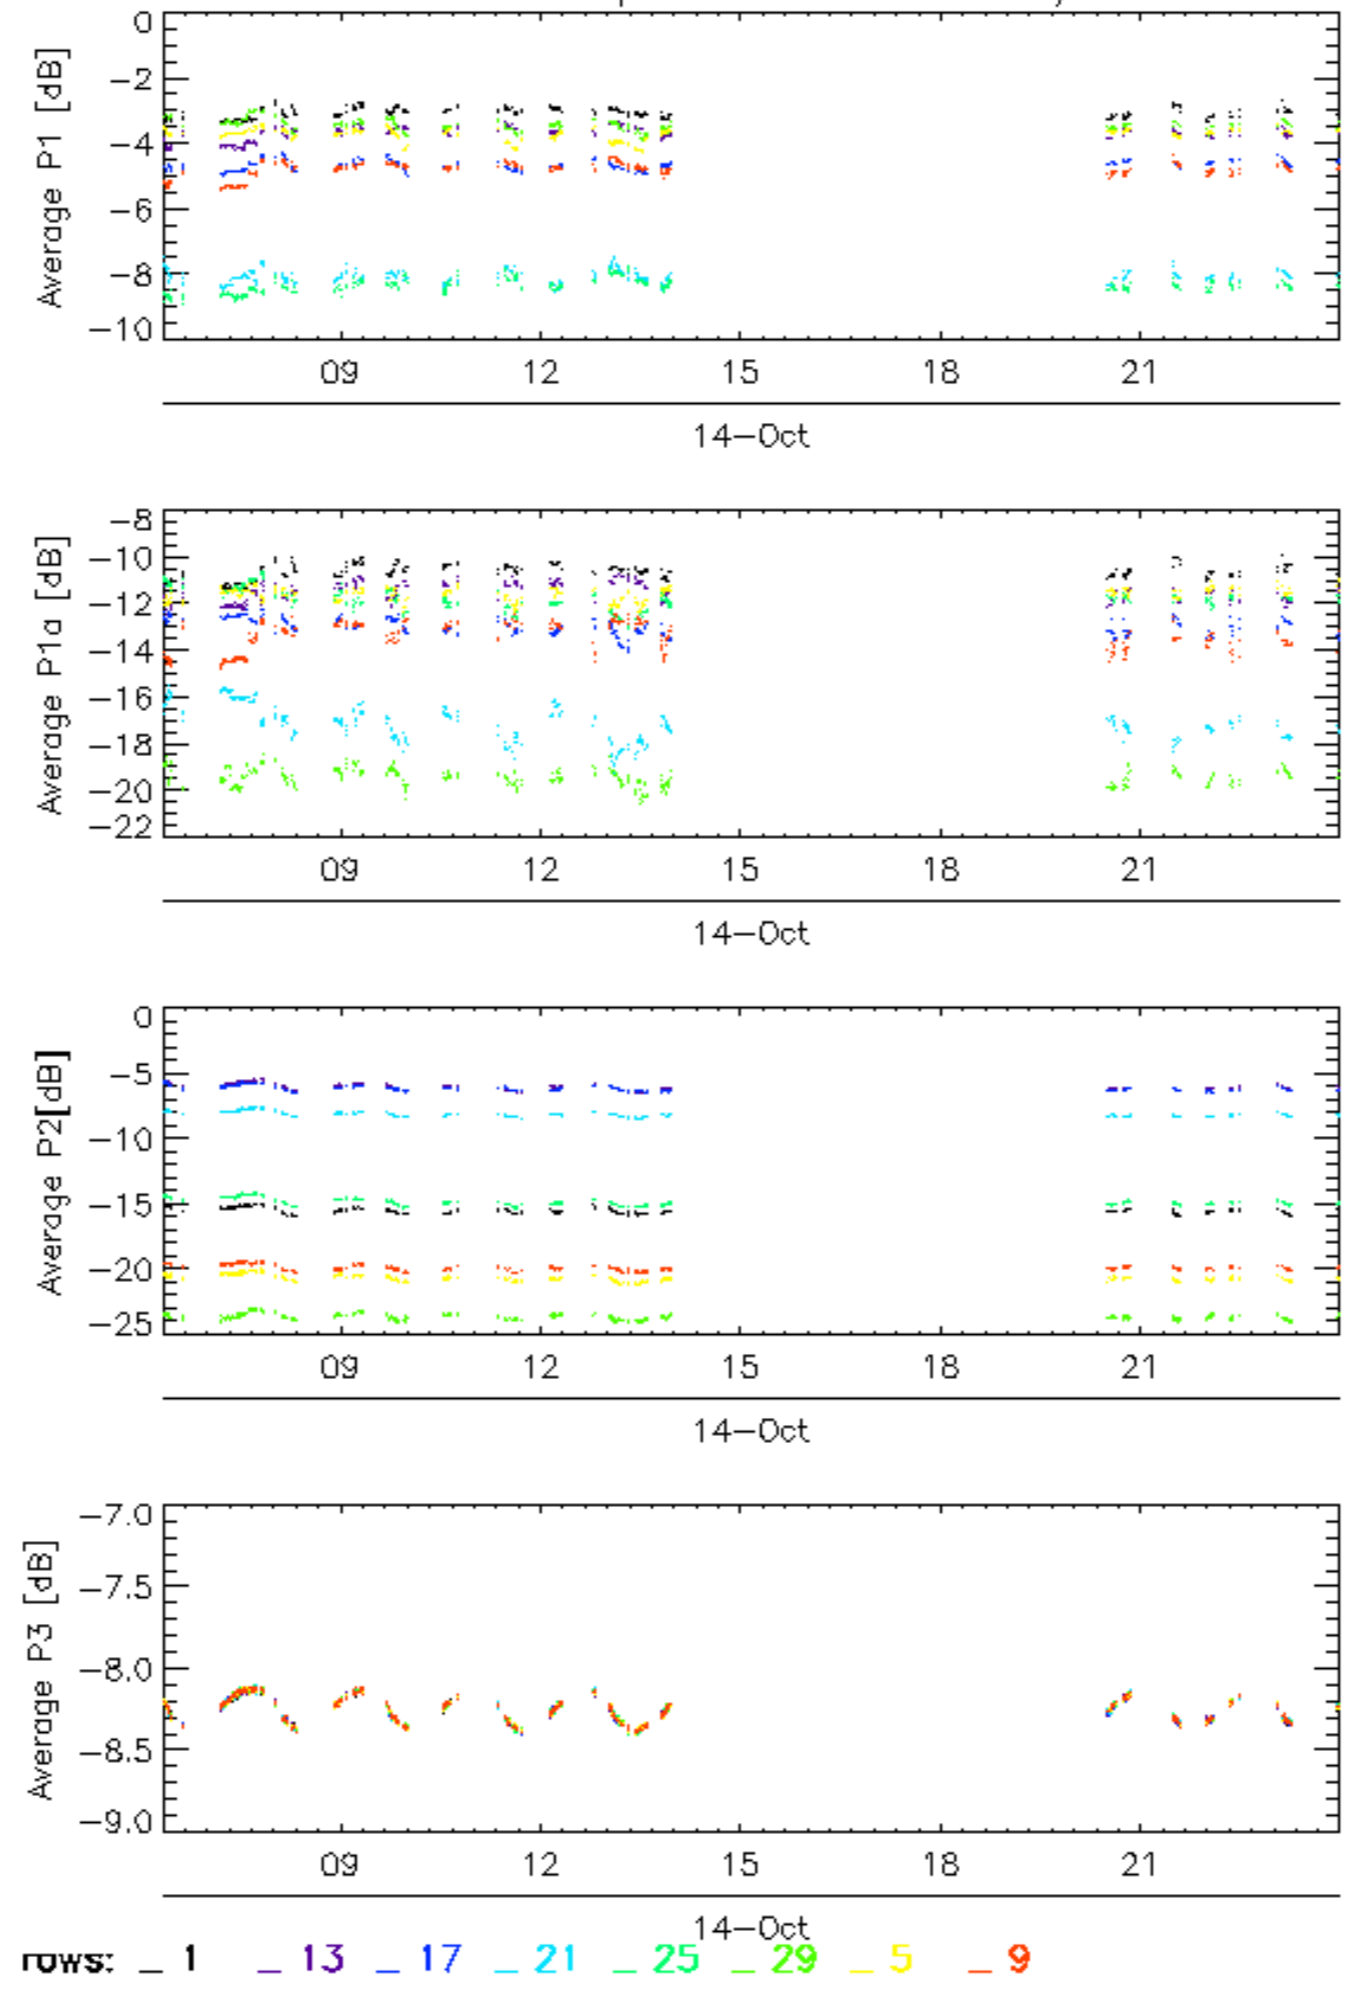 Average P1 [dB]
0
−2
−4
−6
−8
−10
09 12 15 18 21
14−Oct
Average P1a [dB]
−8
−10
−12
−14
−16
−18
−20
−22
09 12 15 18 21
14−Oct
Average P2[dB]
0
−5
−10
−15
−20
−25
09 12 15 18 21
14−Oct
Average P3 [dB]
−7.0
−7.5
−8.0
−8.5
−9.0
09 12 15 18 21
14−Oct
rows: _ 1 _ 13 _ 17 _ 21 _ 25 _ 29 _ 5 _ 9